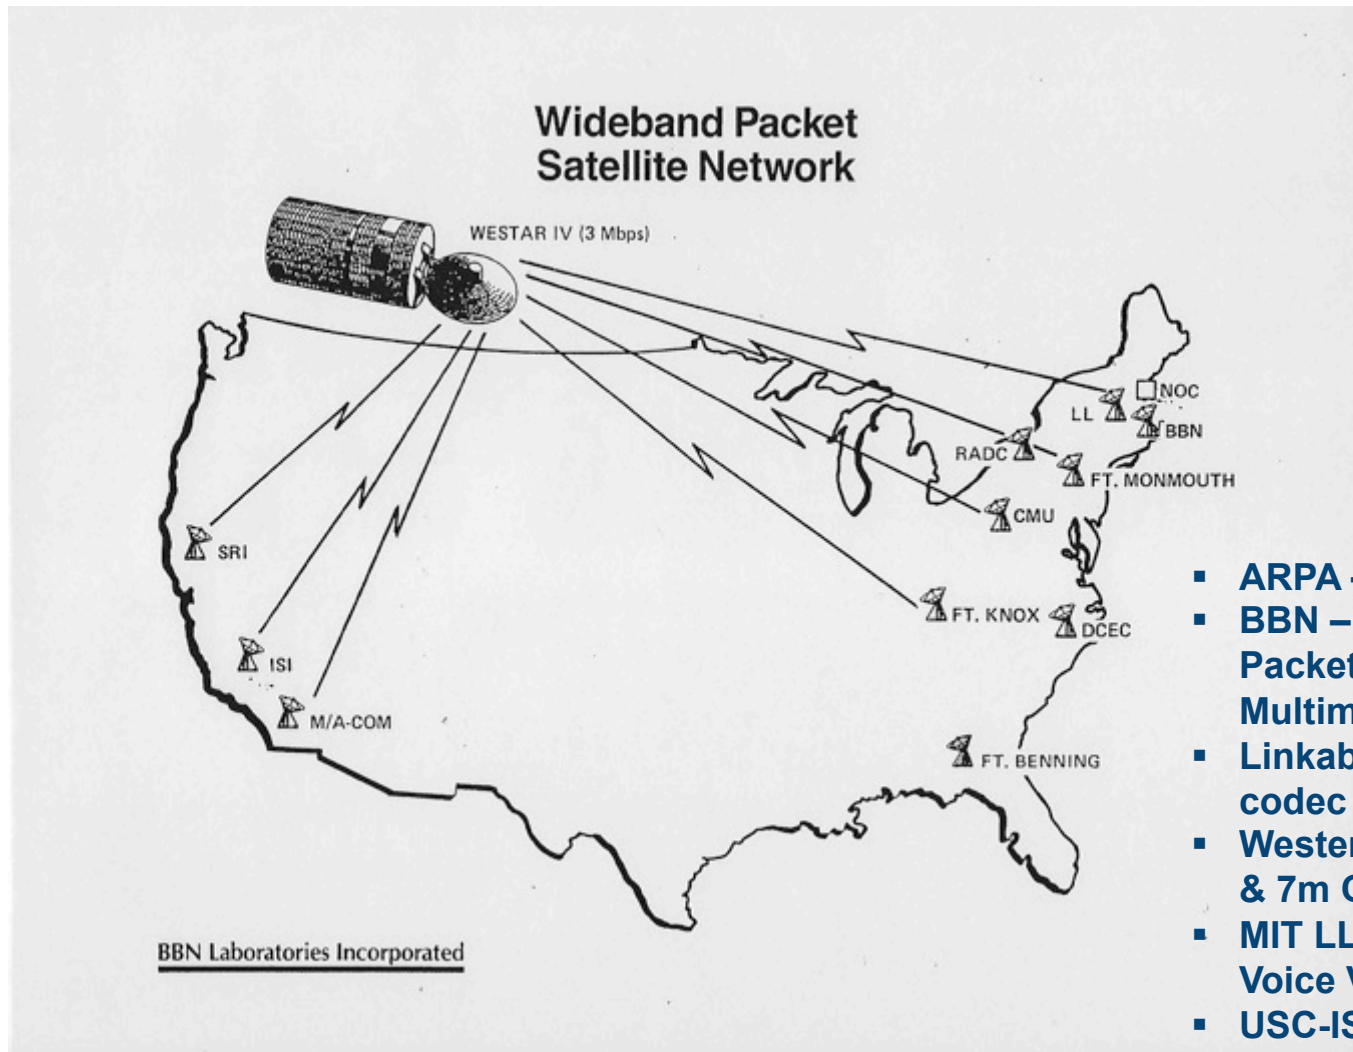 Wideband Packet
Satellite Network
WESTAR IV (3 Mbps)
NOC
LL
BBN
RADC
FT. MONMOUTH
CMU
SRI
FT. KNOX
DCEC
ISI
M/A-COM
FT. BENNING
BBN Laboratories Incorporated
▪ ARPA -
▪ BBN –
Packet
Multim
▪ Linkab
codec
▪ Wester
& 7m
▪ MIT LL
Voice
▪ USC-IS